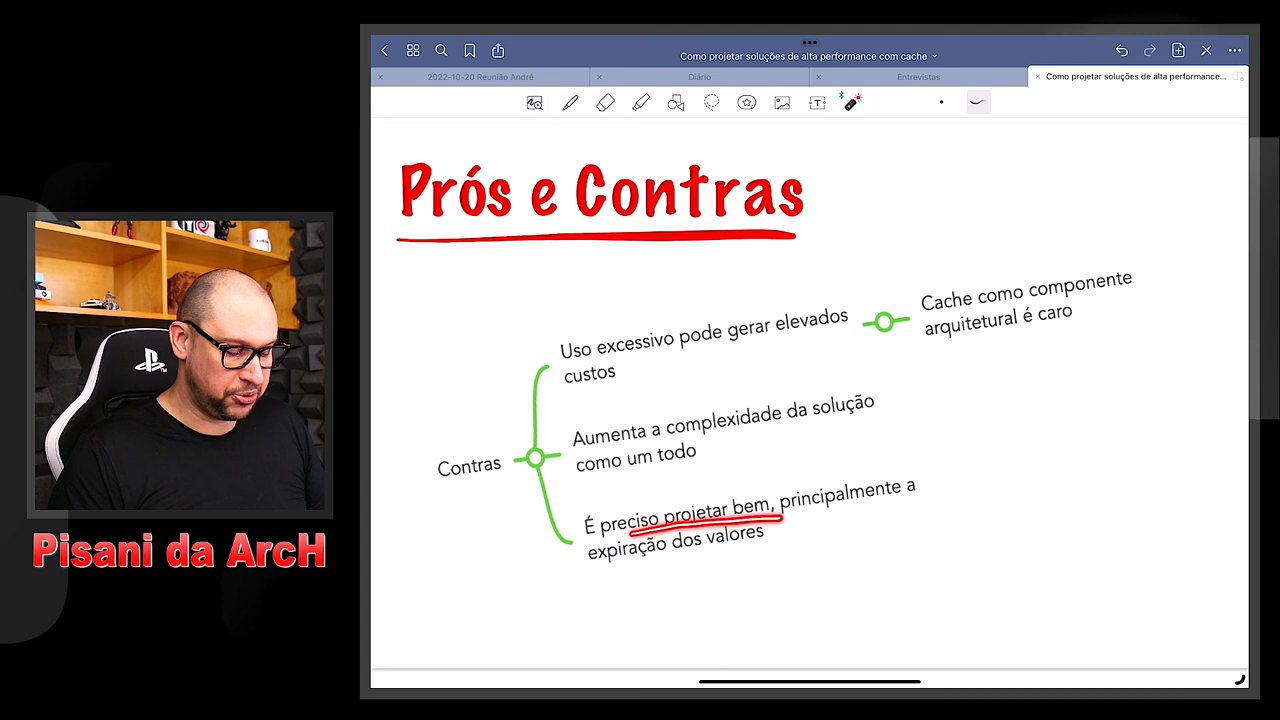 Como projetar soluções de alta performance com cache
2022-10-20 Reunião André
Diário
Entrevistas
Como projetar soluções de alta performance...
Prós e Contras
Cache como componente
arquitetural é caro
Uso excessivo pode gerar elevados
custos
Aumenta a complexidade da solução
como um todo
Contras
É preciso projetar bem, principalmente a
expiração dos valores
Pisani da ArcH